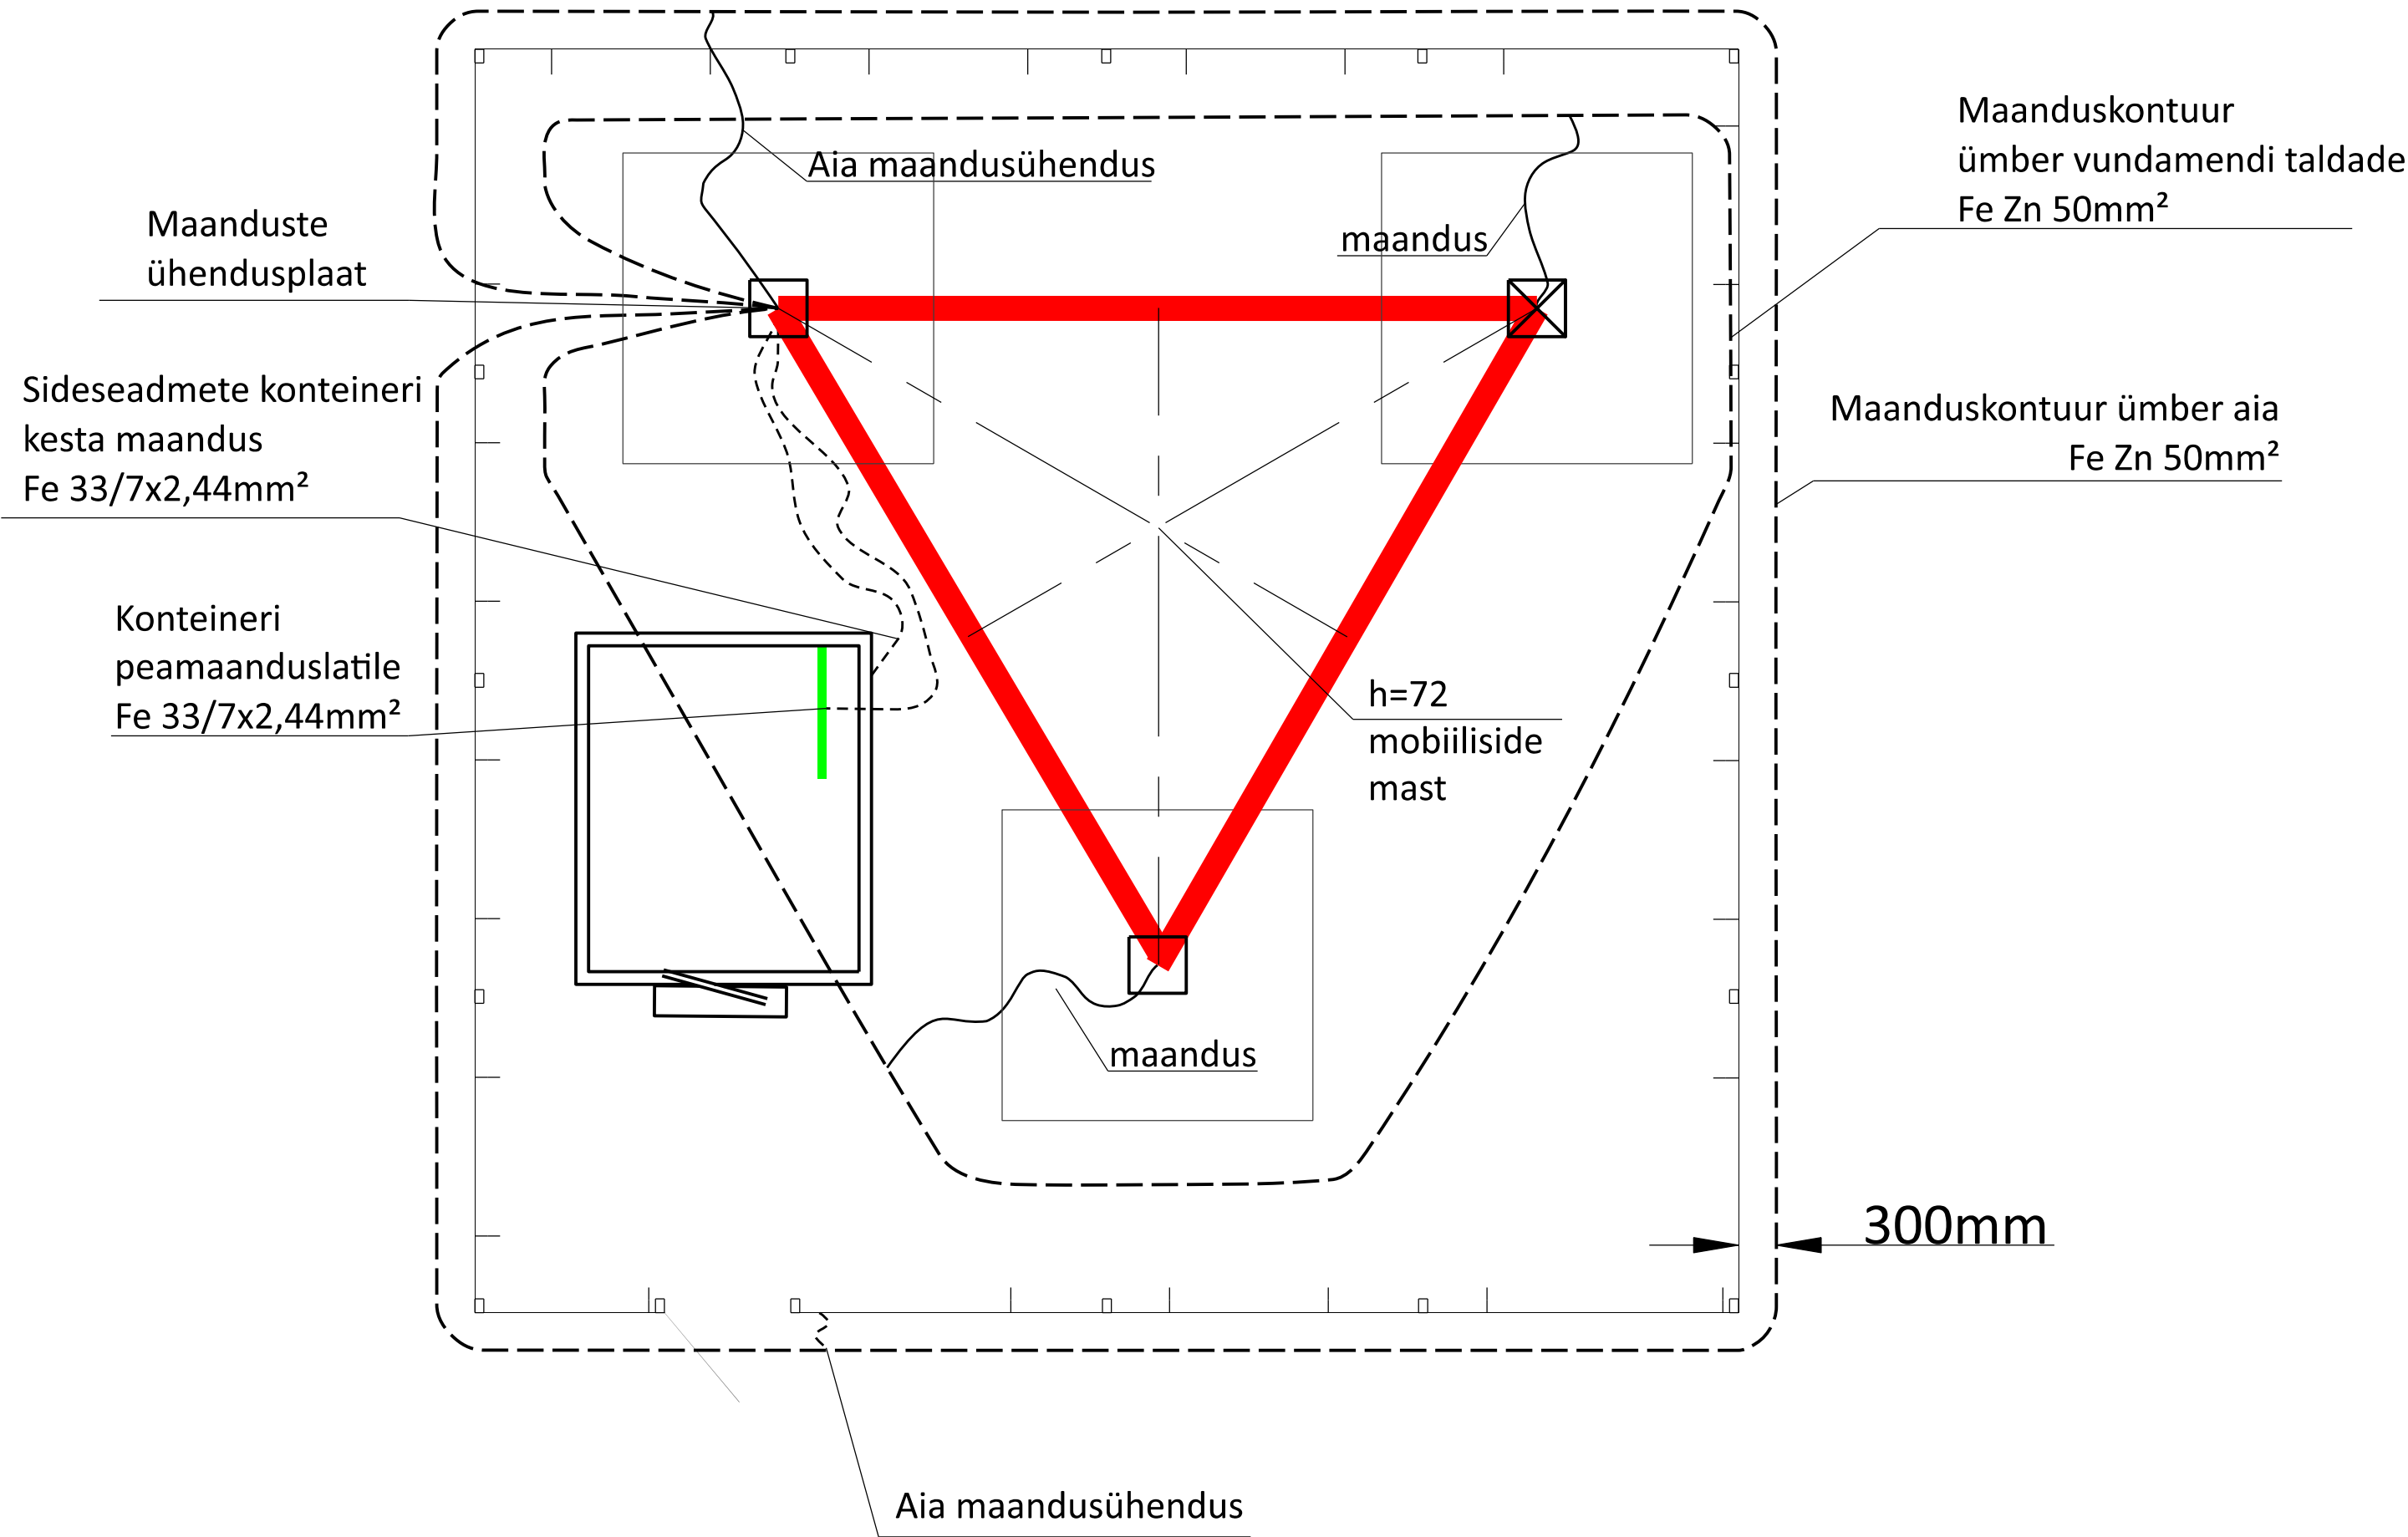 Maanduskontuur
ümber vundamendi taldade
Fe Zn 50mm²
Aia maandusühendus
Maanduste
ühendusplaat
maandus
Sideseadmete konteineri
kesta maandus
Fe 33/7x2,44mm²
Maanduskontuur ümber aia
Fe Zn 50mm²
Konteineri
peamaanduslatile
Fe 33/7x2,44mm²
h=72
mobiiliside
mast
maandus
300mm
Aia maandusühendus